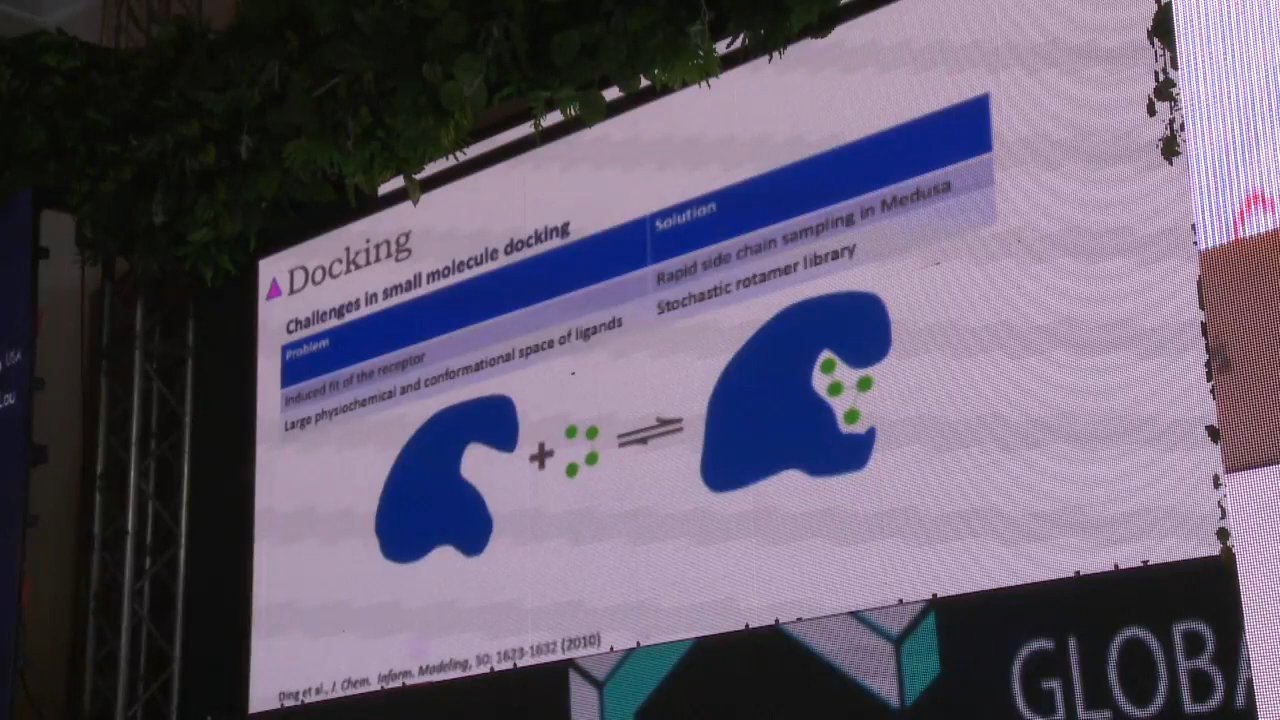 Docking
Challenges in small molecule docking
Problem
Solution
Induced fit of the receptor
Rapid side chain sampling in Medusa
Large physiochemical and conformational space of ligands
Stochastic rotamer library
+
Ding et al., J. Chem. Inform. Modeling, 50; 1623-1632 (2010)
GLOBA